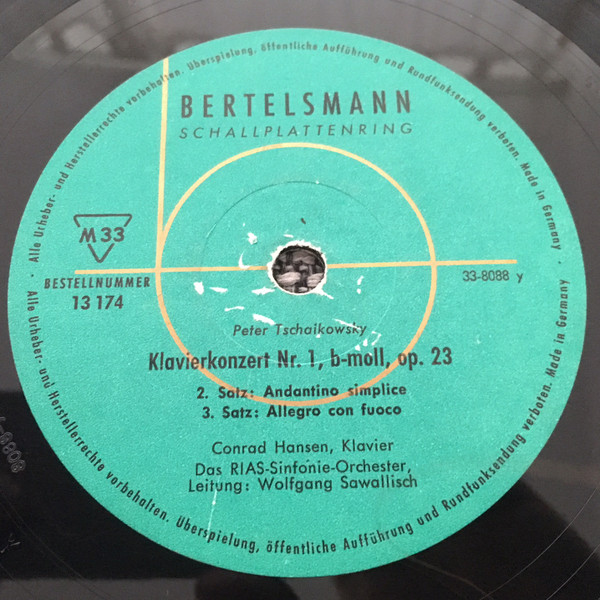 Alle Urheber- und Herstellerrechte vorbehalten. Überspielung, öffentliche Aufführung und Rundfunksendung verboten. Made in Germany
BERTELSMANN
SCHALLPLATTENRING
M 33
BESTELLNUMMER
13 174
33-8088 y
Peter Tschaikowsky
Klavierkonzert Nr. 1, b-moll, op. 23
2. Satz: Andantino simplice
3. Satz: Allegro con fuoco
Conrad Hansen, Klavier
Das RIAS-Sinfonie-Orchester,
Leitung: Wolfgang Sawallisch
Alle Urheber- und Herstellerrechte vorbehalten. Überspielung, öffentliche Aufführung und Rundfunksendung verboten. Made in Germany